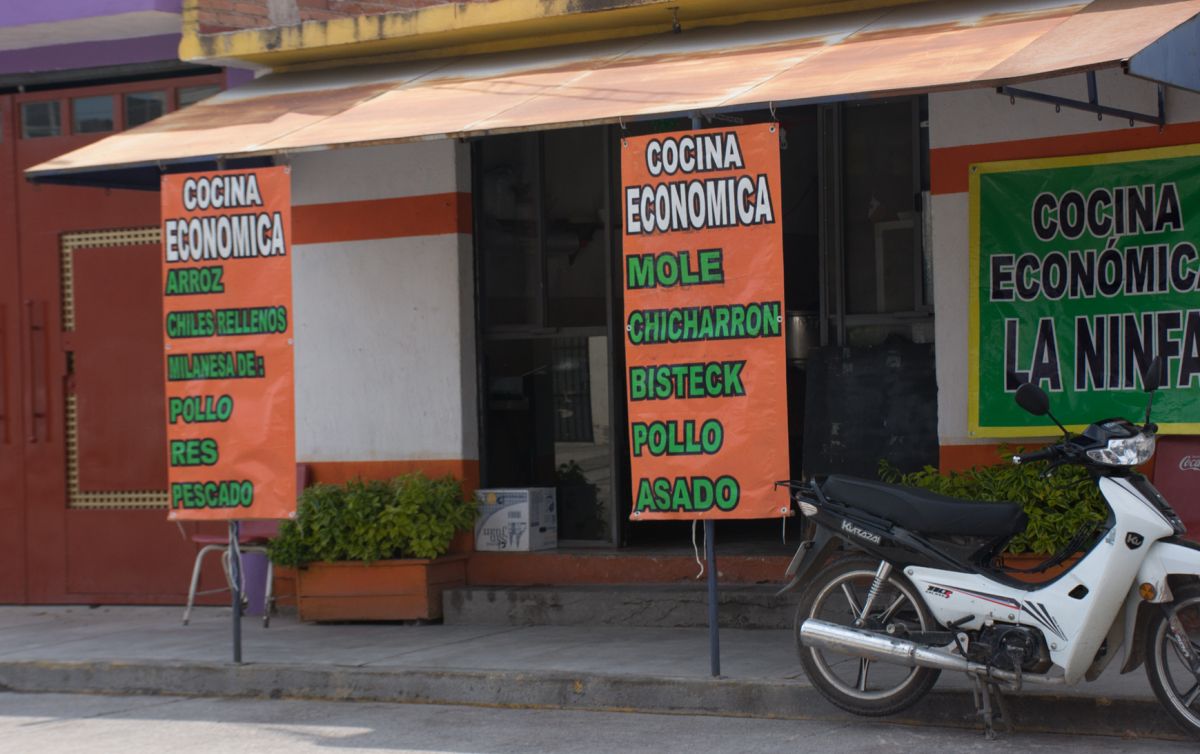 COCINA
ECONOMICA
ARROZ
CHILES RELLENOS
MILANESA DE:
POLLO
RES
PESCADO
COCINA
ECONOMICA
MOLE
CHICHARRON
BISTECK
POLLO
ASADO
COCINA
ECONÓMICA
LA NINFA
Kurazai